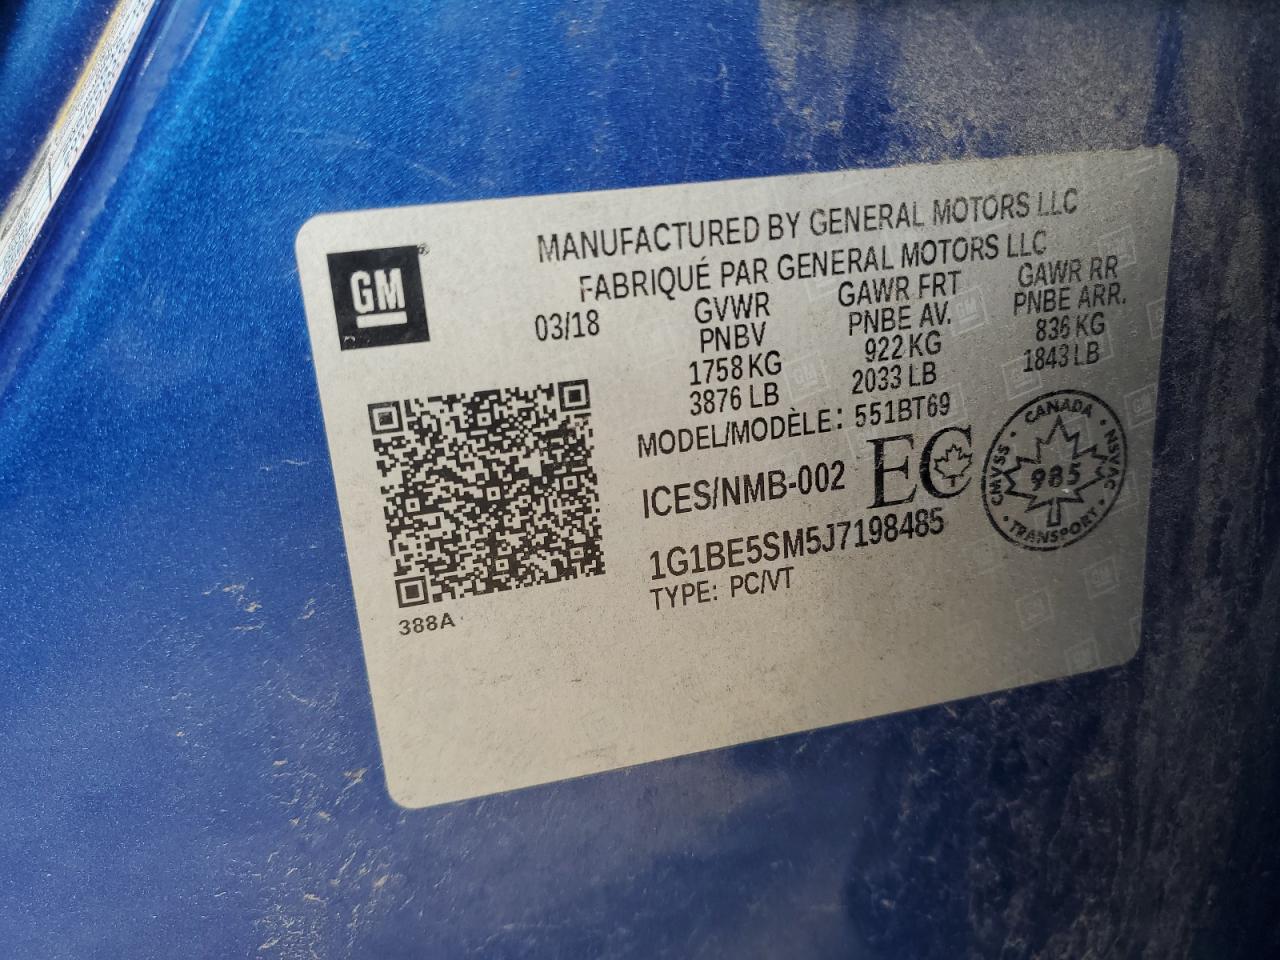 MANUFACTURED BY GENERAL MOTORS LLC
FABRIQUÉ PAR GENERAL MOTORS LLC
GM
03/18
GVWR GAWR FRT GAWR RR
PNBV PNBE AV. PNBE ARR.
1758 KG 922 KG 836 KG
3876 LB 2033 LB 1843 LB
MODEL/MODÈLE: 551BT69
ICES/NMB-002 EC
CANADA
CMVSS 985 NSVAC
TRANSPORT
1G1BE5SM5J7198485
TYPE: PC/VT
388A